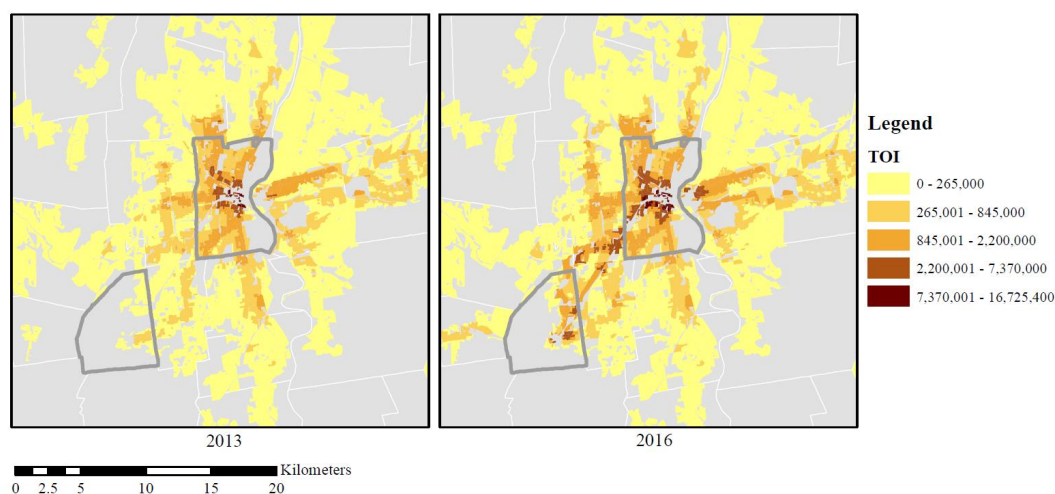 Legend
TOI
0 - 265,000
265,001 - 845,000
845,001 - 2,200,000
2,200,001 - 7,370,000
7,370,001 - 16,725,400
2013
2016
Kilometers
0 2.5 5 10 15 20